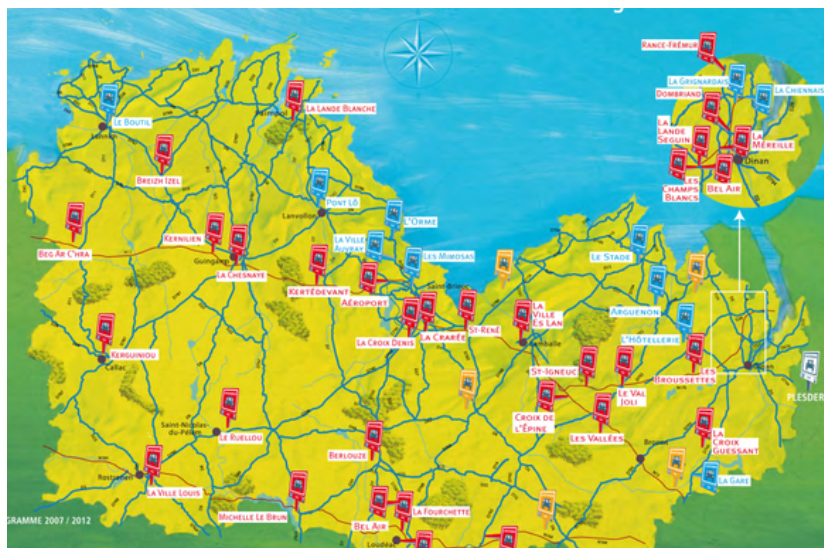 RANCE-FRÉMUR
LA GRIGNARDAIS
DOMBRIAND
LA CHIENNAIS
LA
LANDE
SEGUIN
LA
MÉREILLE
Dinan
LES
CHAMPS
BLANCS
BEL AIR
LA LANDE BLANCHE
Paimpol
LE BOUTIL
Lannion
BREIZH IZEL
PONT LÔ
Lanvollon
L'ORME
BEG AR C'HRA
KERNILIEN
LA VILLE
AUVRAY
LES MIMOSAS
LE STADE
Guingamp
LA CHESNAYE
KERTÉDEVANT
AÉROPORT
Saint-Brieuc
LA
VILLE
ES LAN
ARGUENON
LA CROIX DENIS
LA CRARÉE
ST-RENÉ
Lamballe
L'HÔTELLERIE
KERGUINIOU
Callac
ST-IGNEUC
LE VAL
JOLI
LES
BROUSSETTES
PLESDER
CROIX DE
L'ÉPINE
LES VALLÉES
Saint-Nicolas-
du-Pélem
LE RUELLOU
BERLOUZE
Broons
LA
CROIX
GUESSANT
Rostrenen
LA VILLE LOUIS
LA GARE
MICHELLE LE BRUN
BEL AIR
LA FOURCHETTE
Loudéac
GRAMME 2007 / 2012